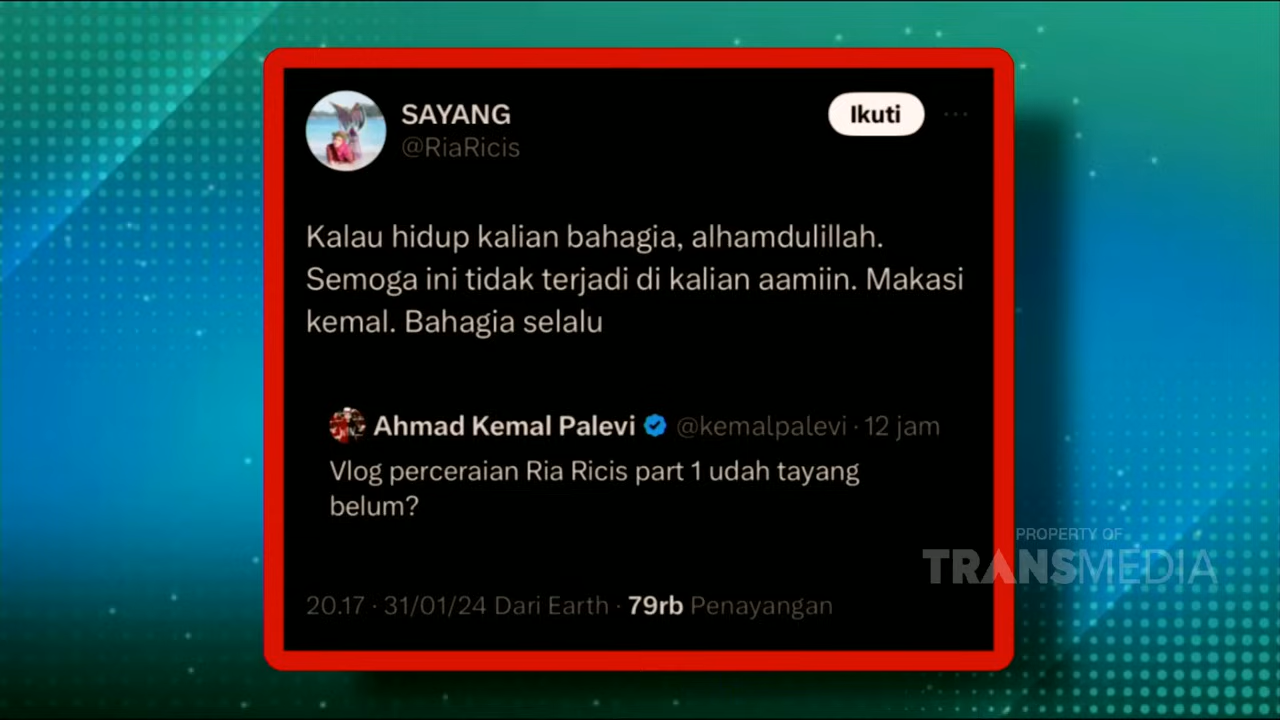 SAYANG
@RiaRicis
Ikuti
Kalau hidup kalian bahagia, alhamdulillah.
Semoga ini tidak terjadi di kalian aamiin. Makasi
kemal. Bahagia selalu
Ahmad Kemal Palevi @kemalpalevi · 12 jam
Vlog perceraian Ria Ricis part 1 udah tayang
belum?
PROPERTY OF
TRANSMEDIA
20.17 · 31/01/24 Dari Earth · 79rb Penayangan